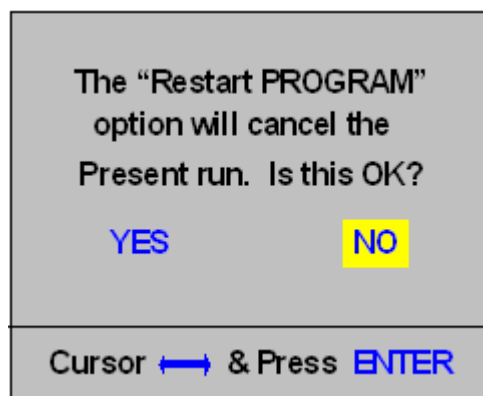 The “Restart PROGRAM”
option will cancel the
Present run. Is this OK?
YES NO
Cursor ⟷ & Press ENTER